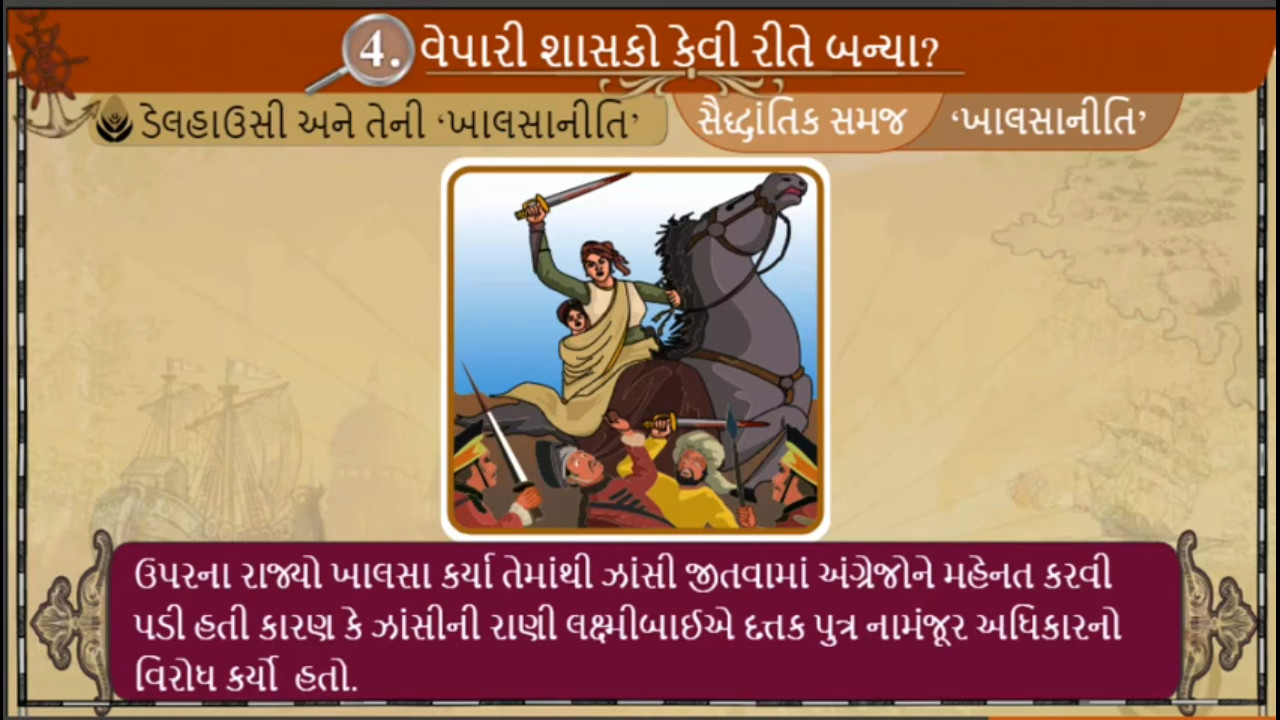 4. વેપારી શાસકો કેવી રીતે બન્યા?
ડેલહાઉસી અને તેની ‘ખાલસાનીતિ’
સૈદ્ધાંતિક સમજ
‘ખાલસાનીતિ’
ઉપરના રાજ્યો ખાલસા કર્યા તેમાંથી ઝાંસી જીતવામાં અંગ્રેજોને મહેનત કરવી
પડી હતી કારણ કે ઝાંસીની રાણી લક્ષ્મીબાઈએ દત્તક પુત્ર નામંજૂર અધિકારનો
વિરોધ કર્યો હતો.